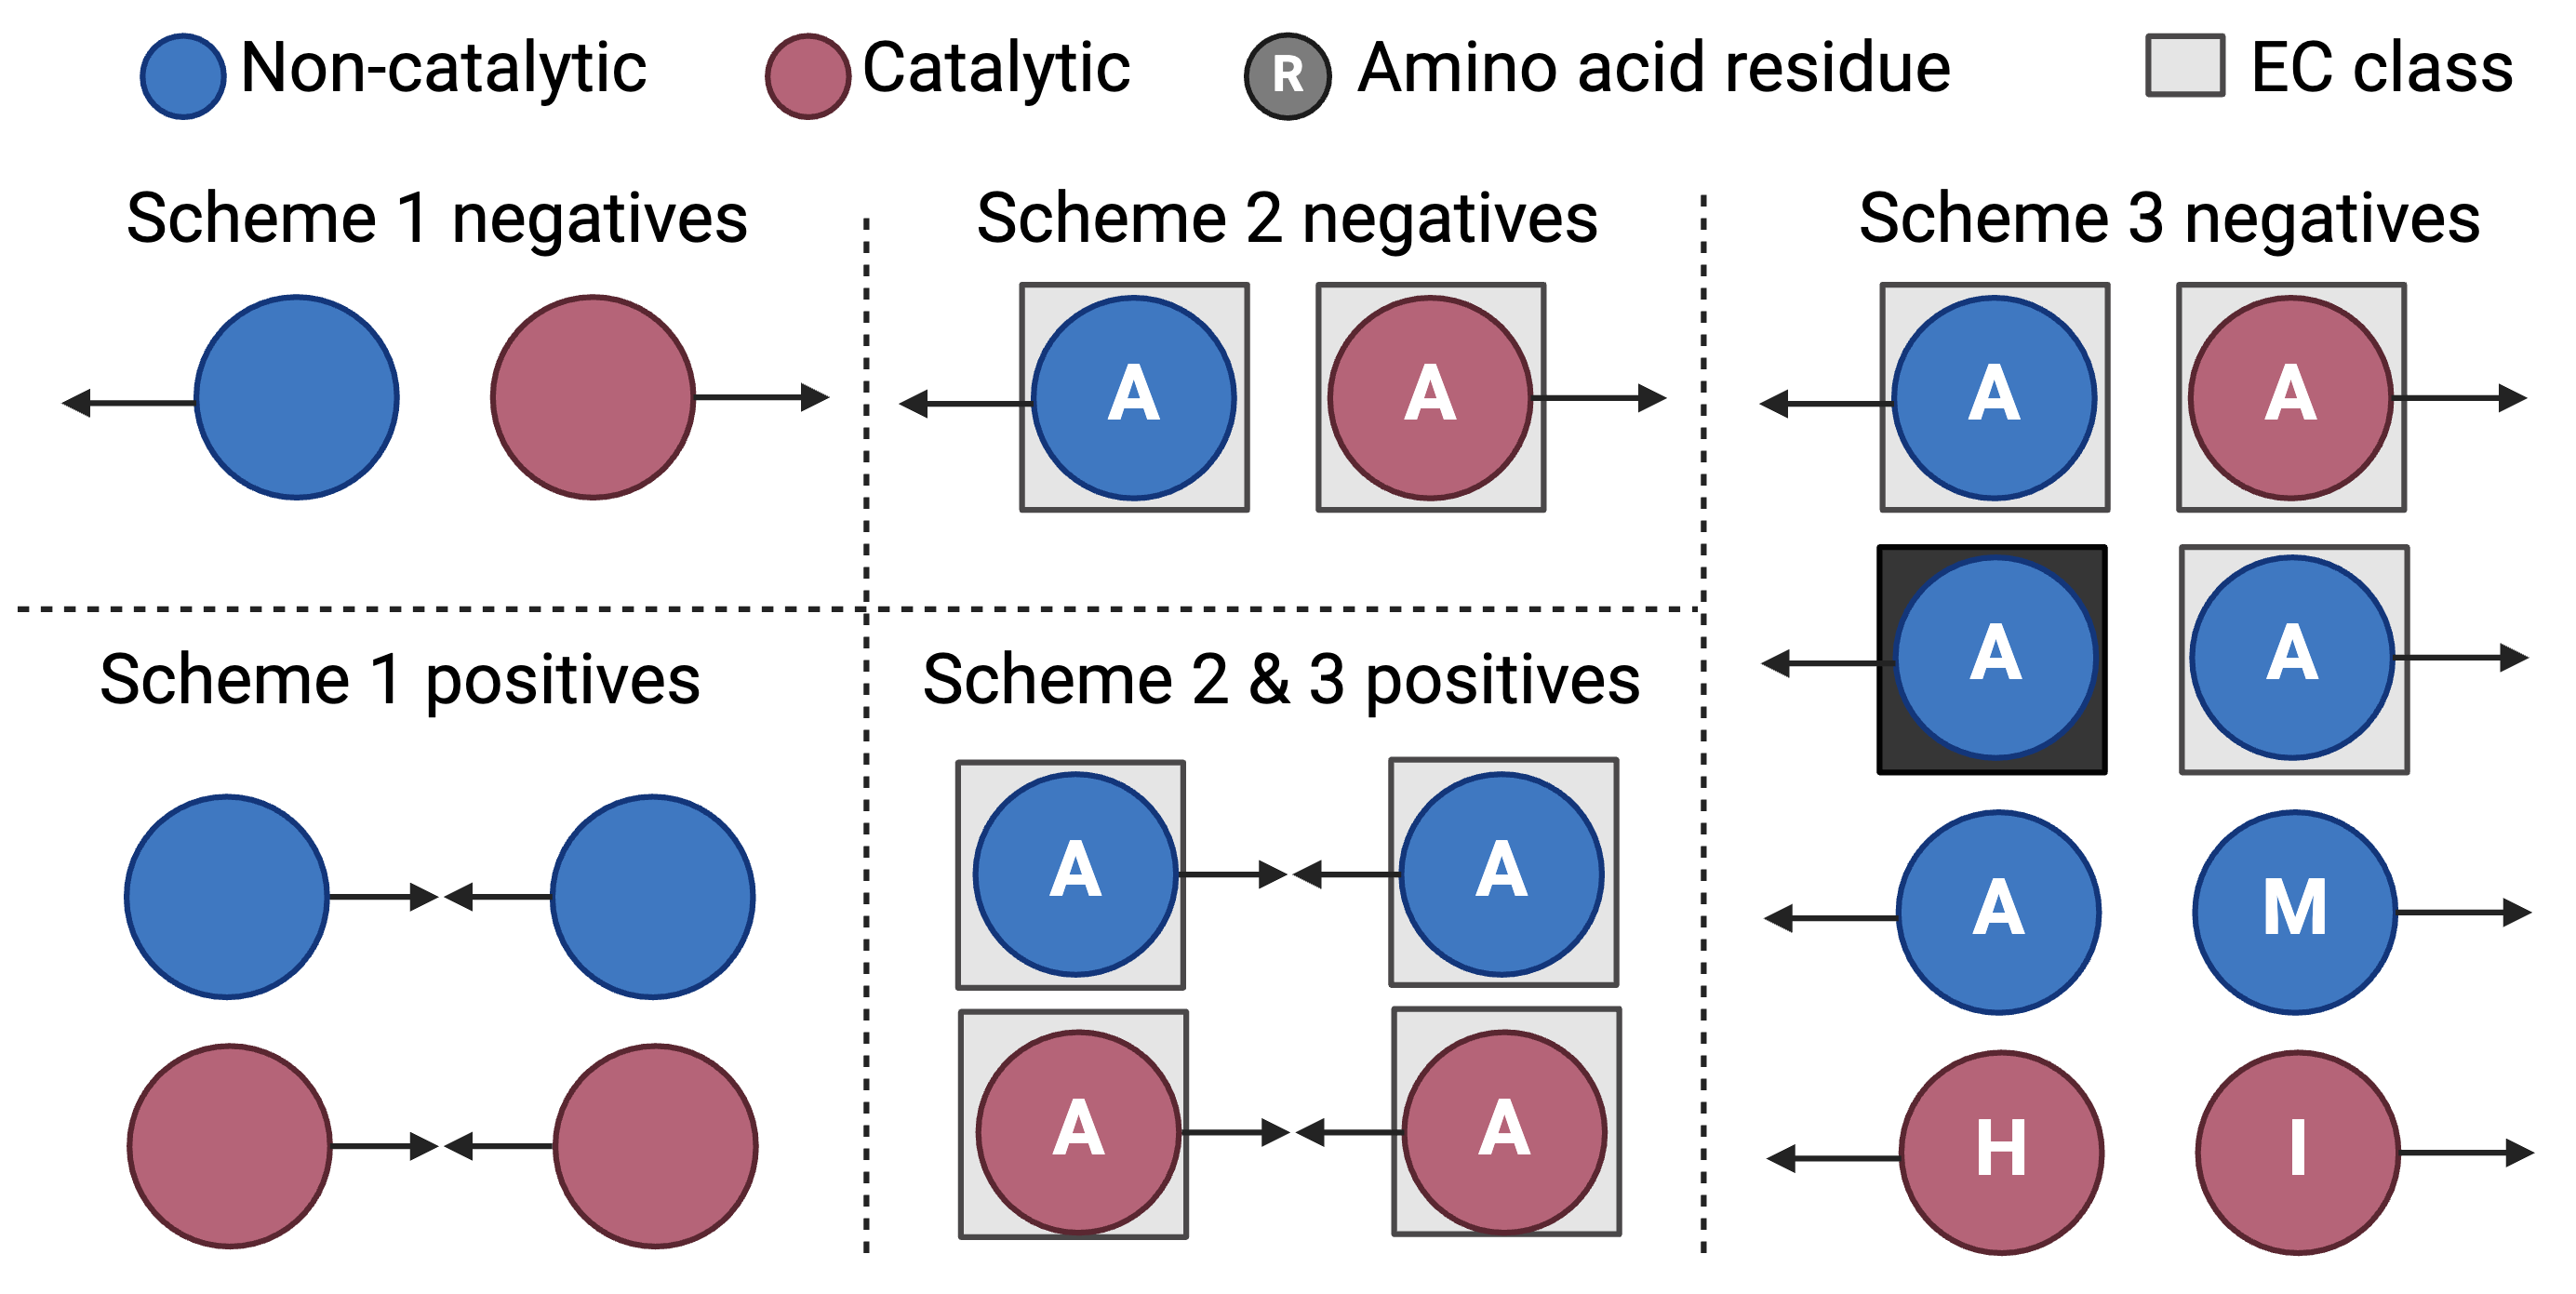 Non-catalytic
Catalytic
R
Amino acid residue
EC class
Scheme 1 negatives
Scheme 2 negatives
A A
Scheme 3 negatives
A A
A A
A M
H I
Scheme 1 positives
Scheme 2 & 3 positives
A A
A A